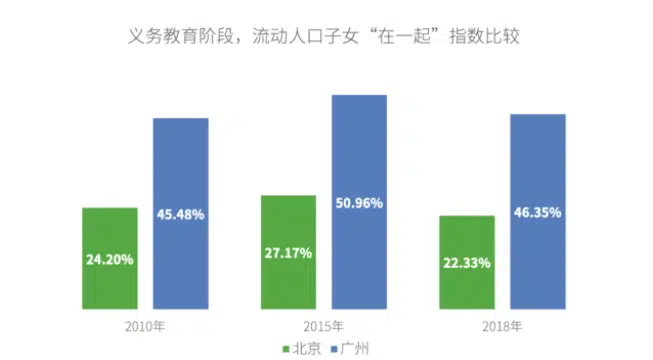 义务教育阶段，流动人口子女“在一起”指数比较
24.20%
45.48%
27.17%
50.96%
22.33%
46.35%
2010年
2015年
2018年
北京 广州